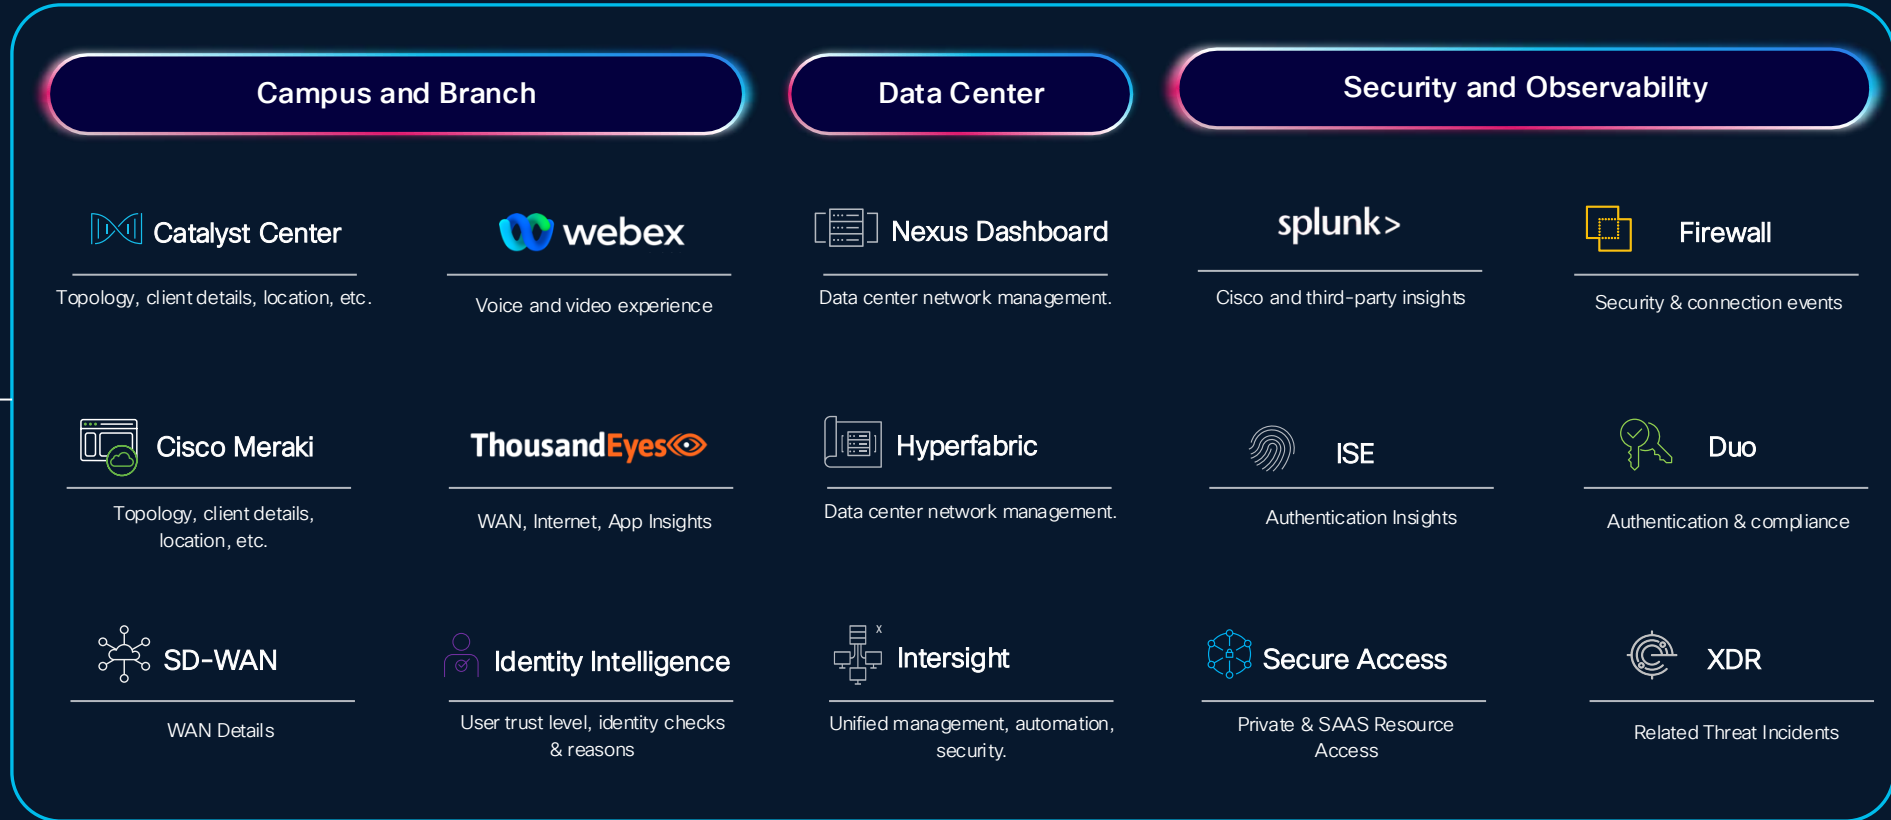 Campus and Branch
Data Center
Security and Observability
Catalyst Center
Topology, client details, location, etc.
webex
Voice and video experience
Nexus Dashboard
Data center network management.
splunk>
Cisco and third-party insights
Firewall
Security & connection events
Cisco Meraki
Topology, client details,
location, etc.
ThousandEyes
WAN, Internet, App Insights
Hyperfabric
Data center network management.
ISE
Authentication Insights
Duo
Authentication & compliance
SD-WAN
WAN Details
Identity Intelligence
User trust level, identity checks
& reasons
X
Intersight
Unified management, automation,
security.
Secure Access
Private & SAAS Resource
Access
XDR
Related Threat Incidents